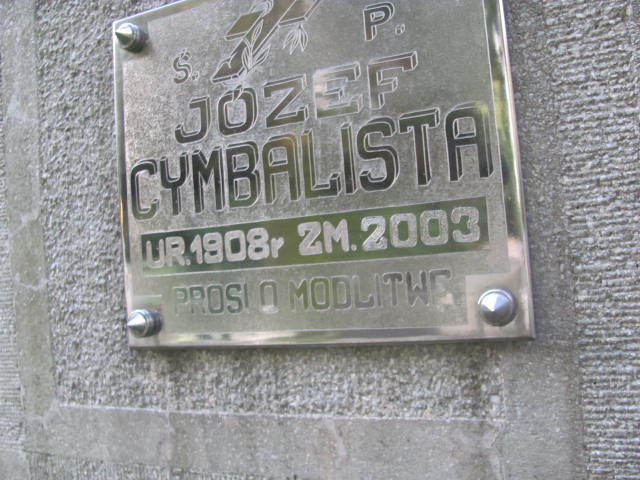 Ś. P.
JÓZEF
CYMBALISTA
UR.1908r ZM.2003
PROSI O MODLITWĘ